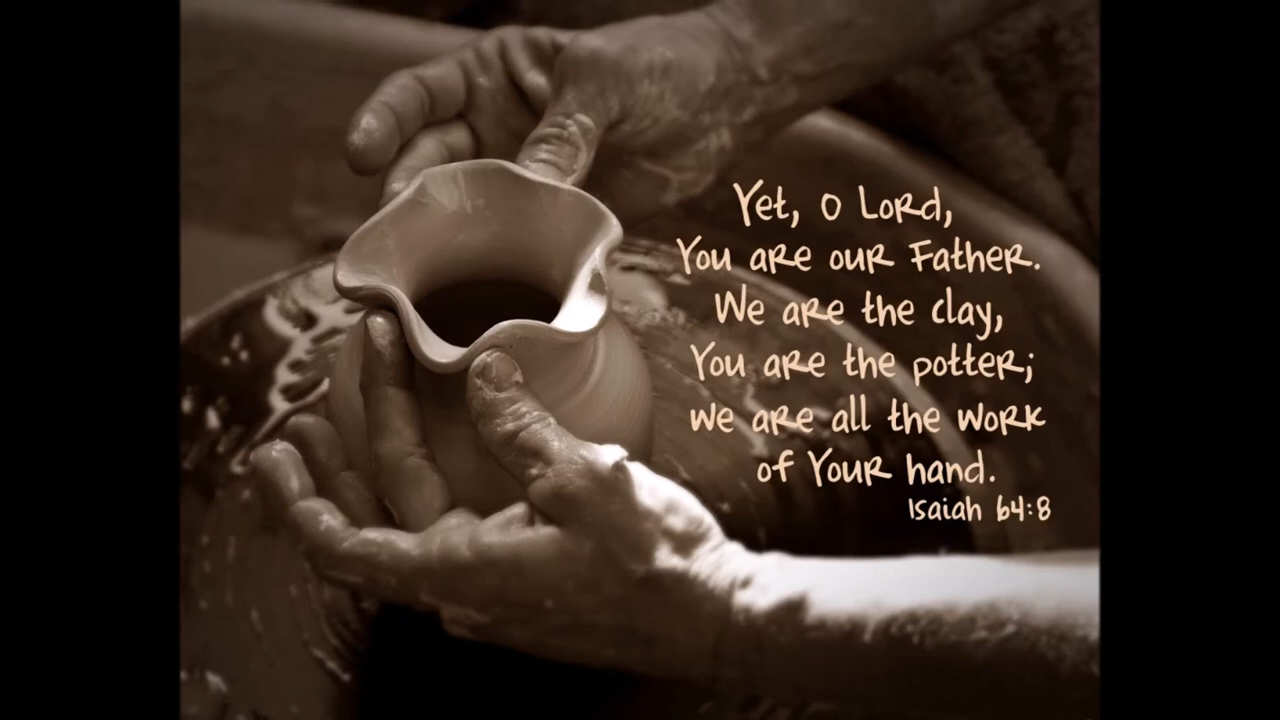 Yet, O Lord,
You are our Father.
We are the clay,
You are the potter;
we are all the work
of Your hand.
Isaiah 64:8